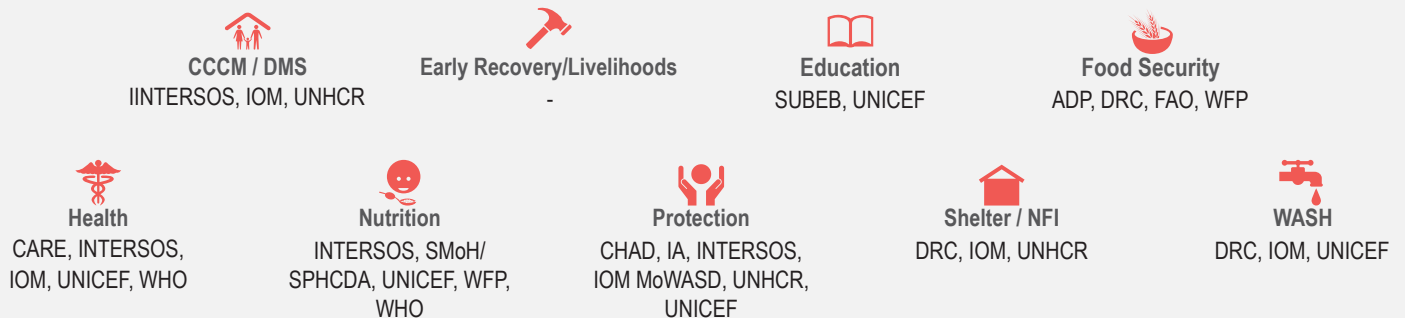 CCCM / DMS
IINTERSOS, IOM, UNHCR
Early Recovery/Livelihoods
-
Education
SUBEB, UNICEF
Food Security
ADP, DRC, FAO, WFP
Health
CARE, INTERSOS,
IOM, UNICEF, WHO
Nutrition
INTERSOS, SMoH/
SPHCDA, UNICEF, WFP,
WHO
Protection
CHAD, IA, INTERSOS,
IOM MoWASD, UNHCR,
UNICEF
Shelter / NFI
DRC, IOM, UNHCR
WASH
DRC, IOM, UNICEF